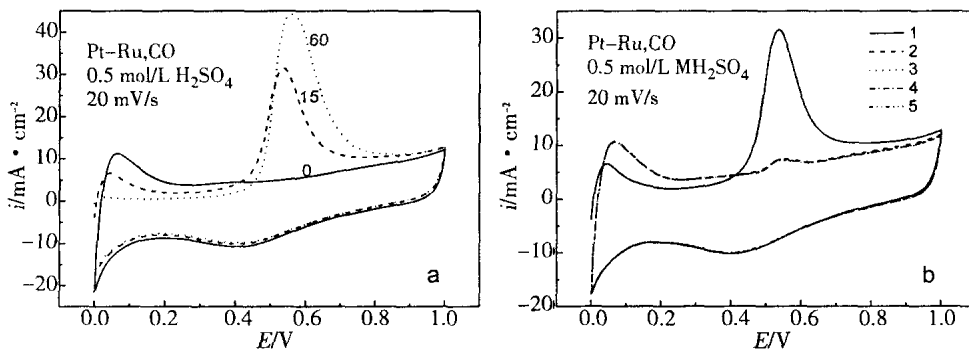 40
30
20
10
0
−10
−20
Pt–Ru,CO
0.5 mol/L H₂SO₄
20 mV/s
60
15
0
a
i/mA • cm⁻²
0.0 0.2 0.4 0.6 0.8 1.0
E/V
30
20
10
0
−10
−20
Pt–Ru,CO
0.5 mol/L MH₂SO₄
20 mV/s
1
2
3
4
5
b
i/mA • cm⁻²
0.0 0.2 0.4 0.6 0.8 1.0
E/V